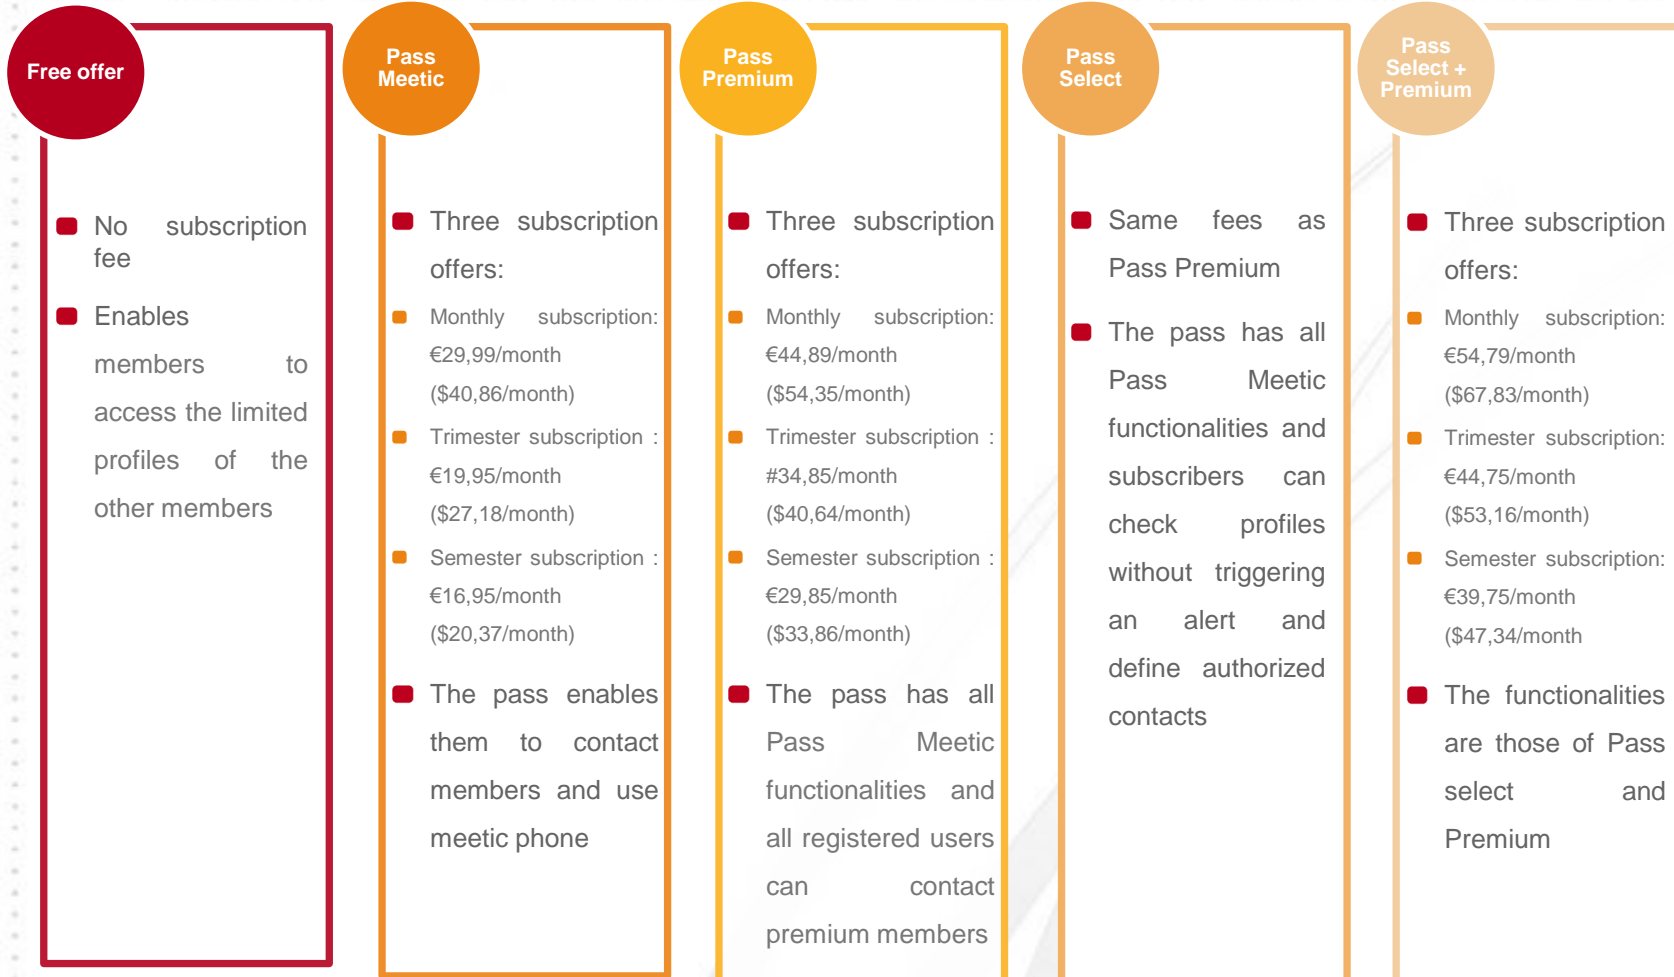 Free offer
No subscription
fee
Enables
members to
access the limited
profiles of the
other members
Pass
Meetic
Three subscription
offers:
Monthly subscription:
€29,99/month
($40,86/month)
Trimester subscription :
€19,95/month
($27,18/month)
Semester subscription :
€16,95/month
($20,37/month)
The pass enables
them to contact
members and use
meetic phone
Pass
Premium
Three subscription
offers:
Monthly subscription:
€44,89/month
($54,35/month)
Trimester subscription :
#34,85/month
($40,64/month)
Semester subscription :
€29,85/month
($33,86/month)
The pass has all
Pass Meetic
functionalities and
all registered users
can contact
premium members
Pass
Select
Same fees as
Pass Premium
The pass has all
Pass Meetic
functionalities and
subscribers can
check profiles
without triggering
an alert and
define authorized
contacts
Pass
Select +
Premium
Three subscription
offers:
Monthly subscription:
€54,79/month
($67,83/month)
Trimester subscription:
€44,75/month
($53,16/month)
Semester subscription:
€39,75/month
($47,34/month
The functionalities
are those of Pass
select and
Premium